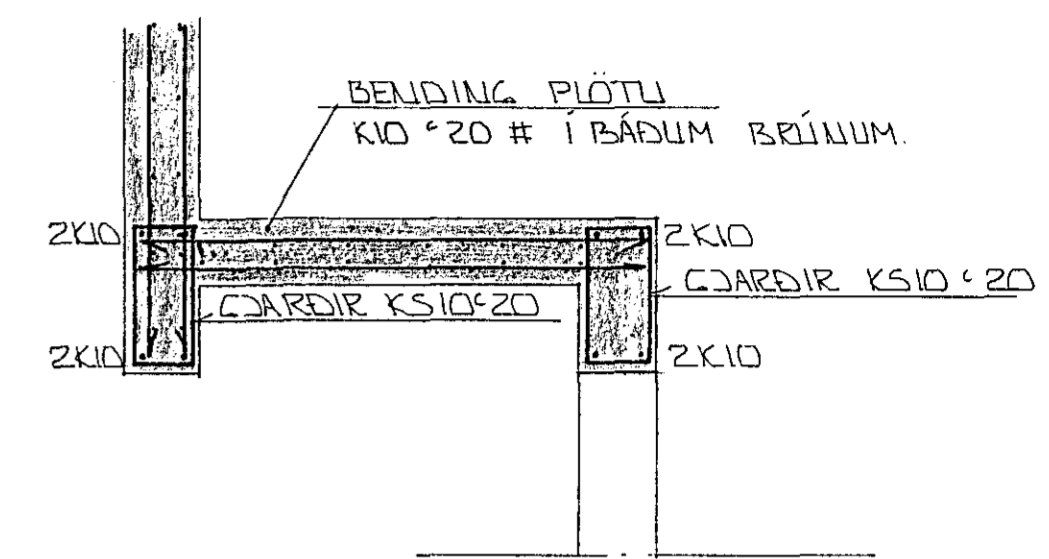 BENDING PLÖTU
K10 c 20 # Í BÁÐUM BRÚNUM.
2K10
2K10
GJARÐIR KS10 c 20
GJARÐIR KS10 c 20
2K10
2K10